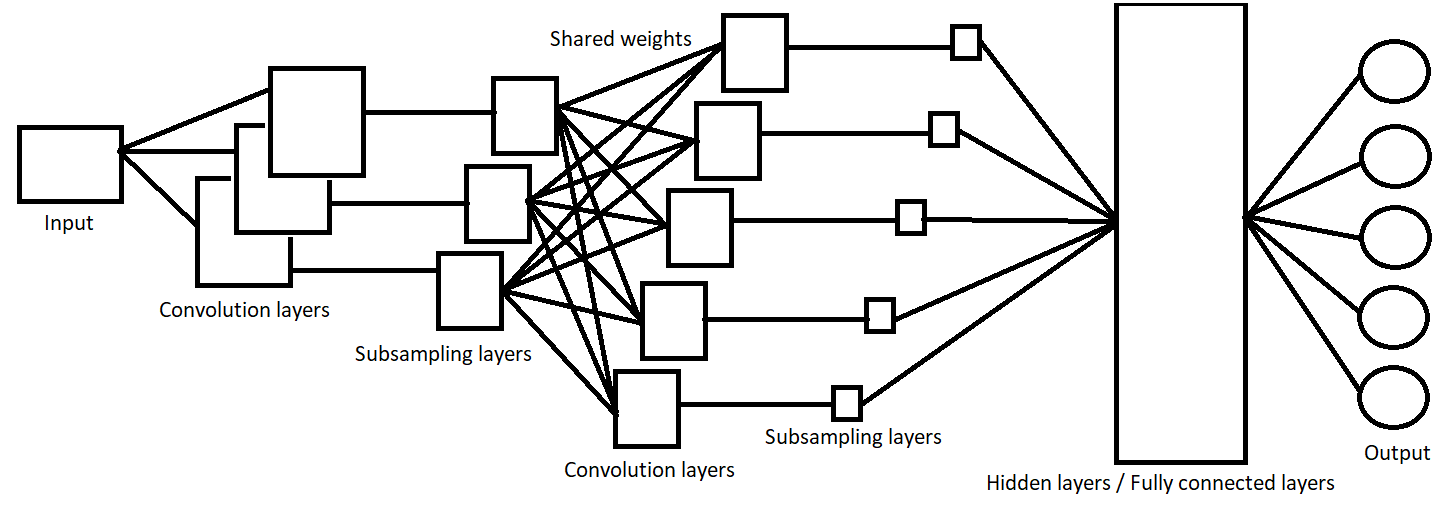 Shared weights
Input
Convolution layers
Subsampling layers
Convolution layers
Subsampling layers
Hidden layers / Fully connected layers
Output